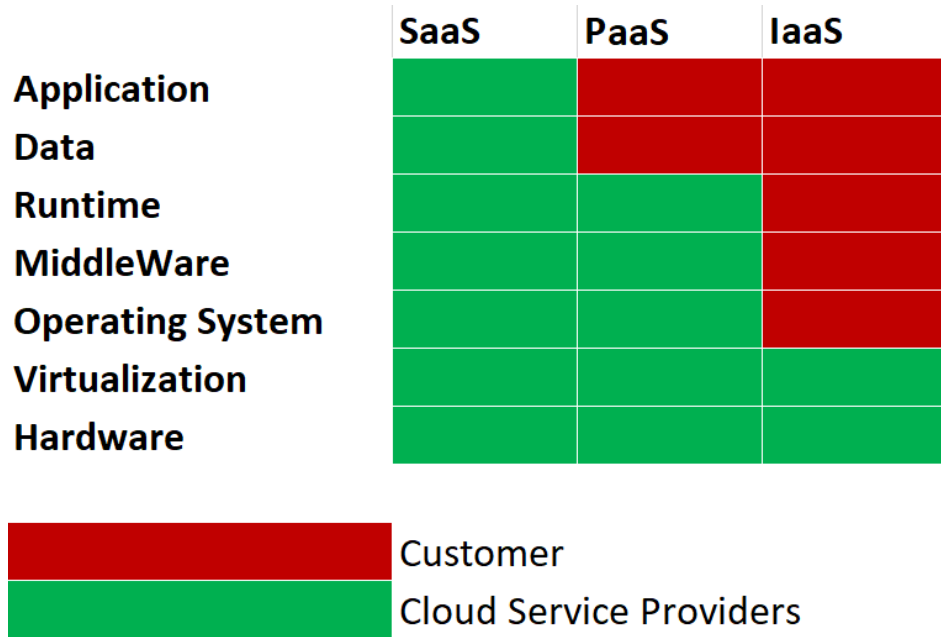 SaaS PaaS IaaS
Application
Data
Runtime
MiddleWare
Operating System
Virtualization
Hardware
Customer
Cloud Service Providers